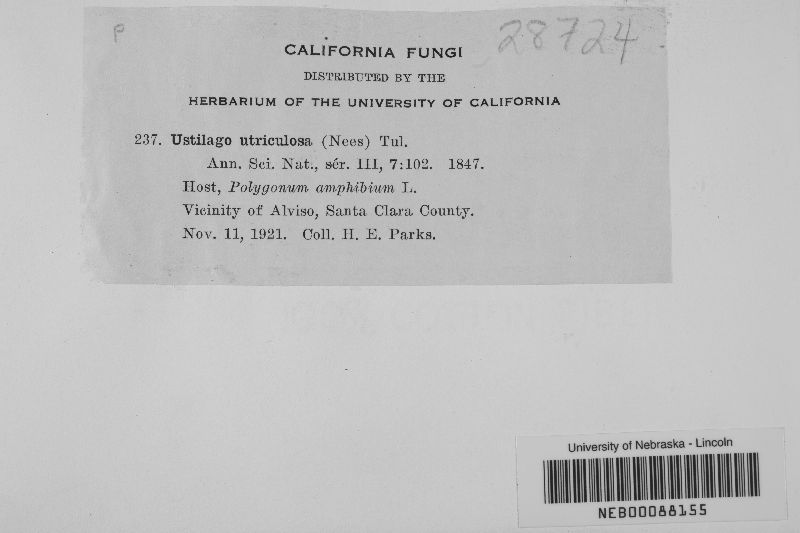 P
28724
CALIFORNIA FUNGI
DISTRIBUTED BY THE
HERBARIUM OF THE UNIVERSITY OF CALIFORNIA
237. Ustilago utriculosa (Nees) Tul.
Ann. Sci. Nat., sér. III, 7:102. 1847.
Host, Polygonum amphibium L.
Vicinity of Alviso, Santa Clara County.
Nov. 11, 1921. Coll. H. E. Parks.
University of Nebraska - Lincoln
NEB00088155